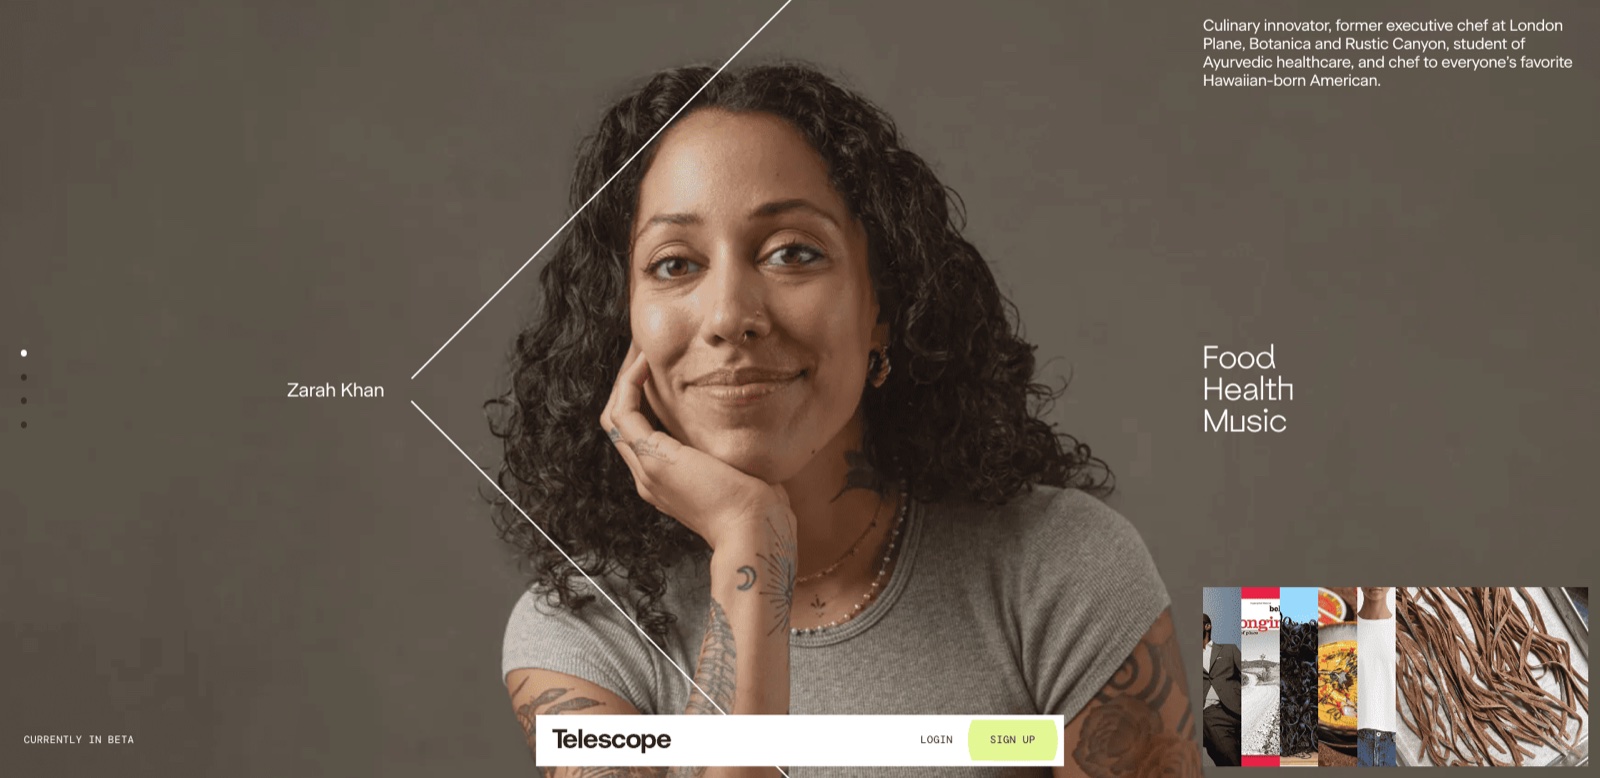 Culinary innovator, former executive chef at London
Plane, Botanica and Rustic Canyon, student of
Ayurvedic healthcare, and chef to everyone's favorite
Hawaiian-born American.
Zarah Khan
Food
Health
Music
CURRENTLY IN BETA
Telescope
LOGIN
SIGN UP